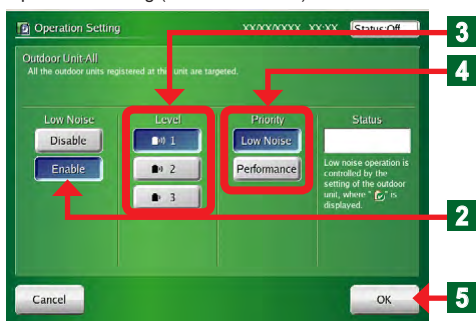 Operation Setting XX/XX/XXXX XX:XX Status:Off
3
Outdoor Unit-All
All the outdoor units registered at this unit are targeted.
4
Low Noise Level Priority Status
Disable 1 Low Noise
Enable 2 Performance
Low noise operation is
controlled by the
setting of the outdoor
unit, where " " is
displayed.
3
2
Cancel OK 5